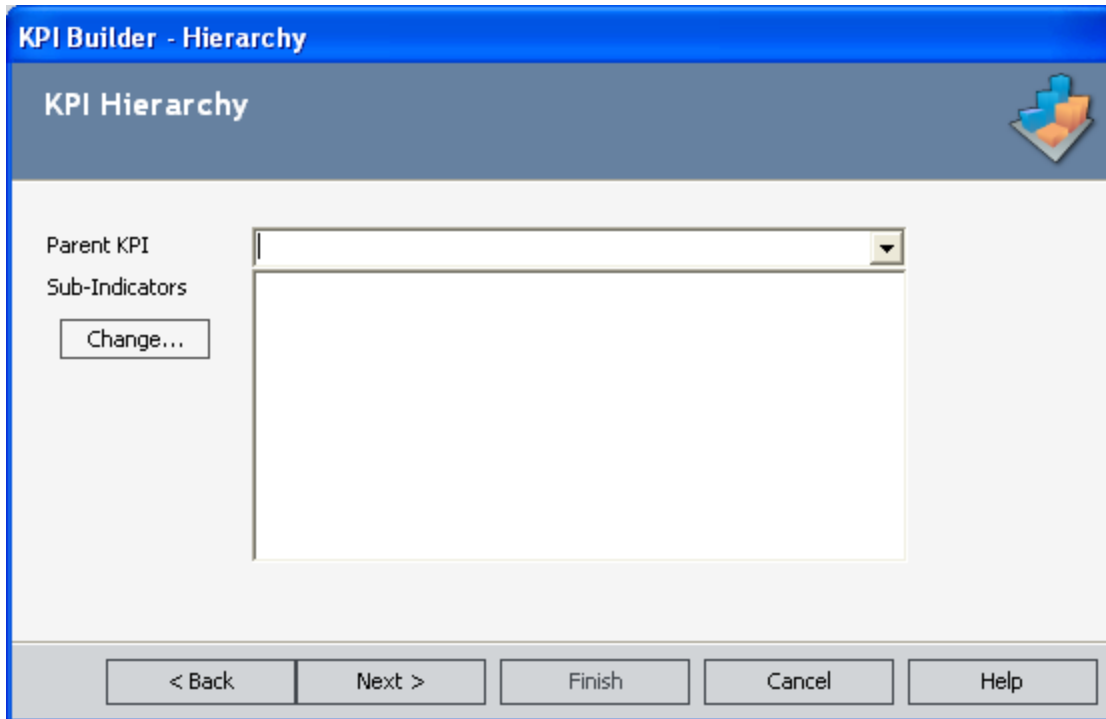 KPI Builder - Hierarchy
KPI Hierarchy
Parent KPI
Sub-Indicators
Change...
< Back Next > Finish Cancel Help